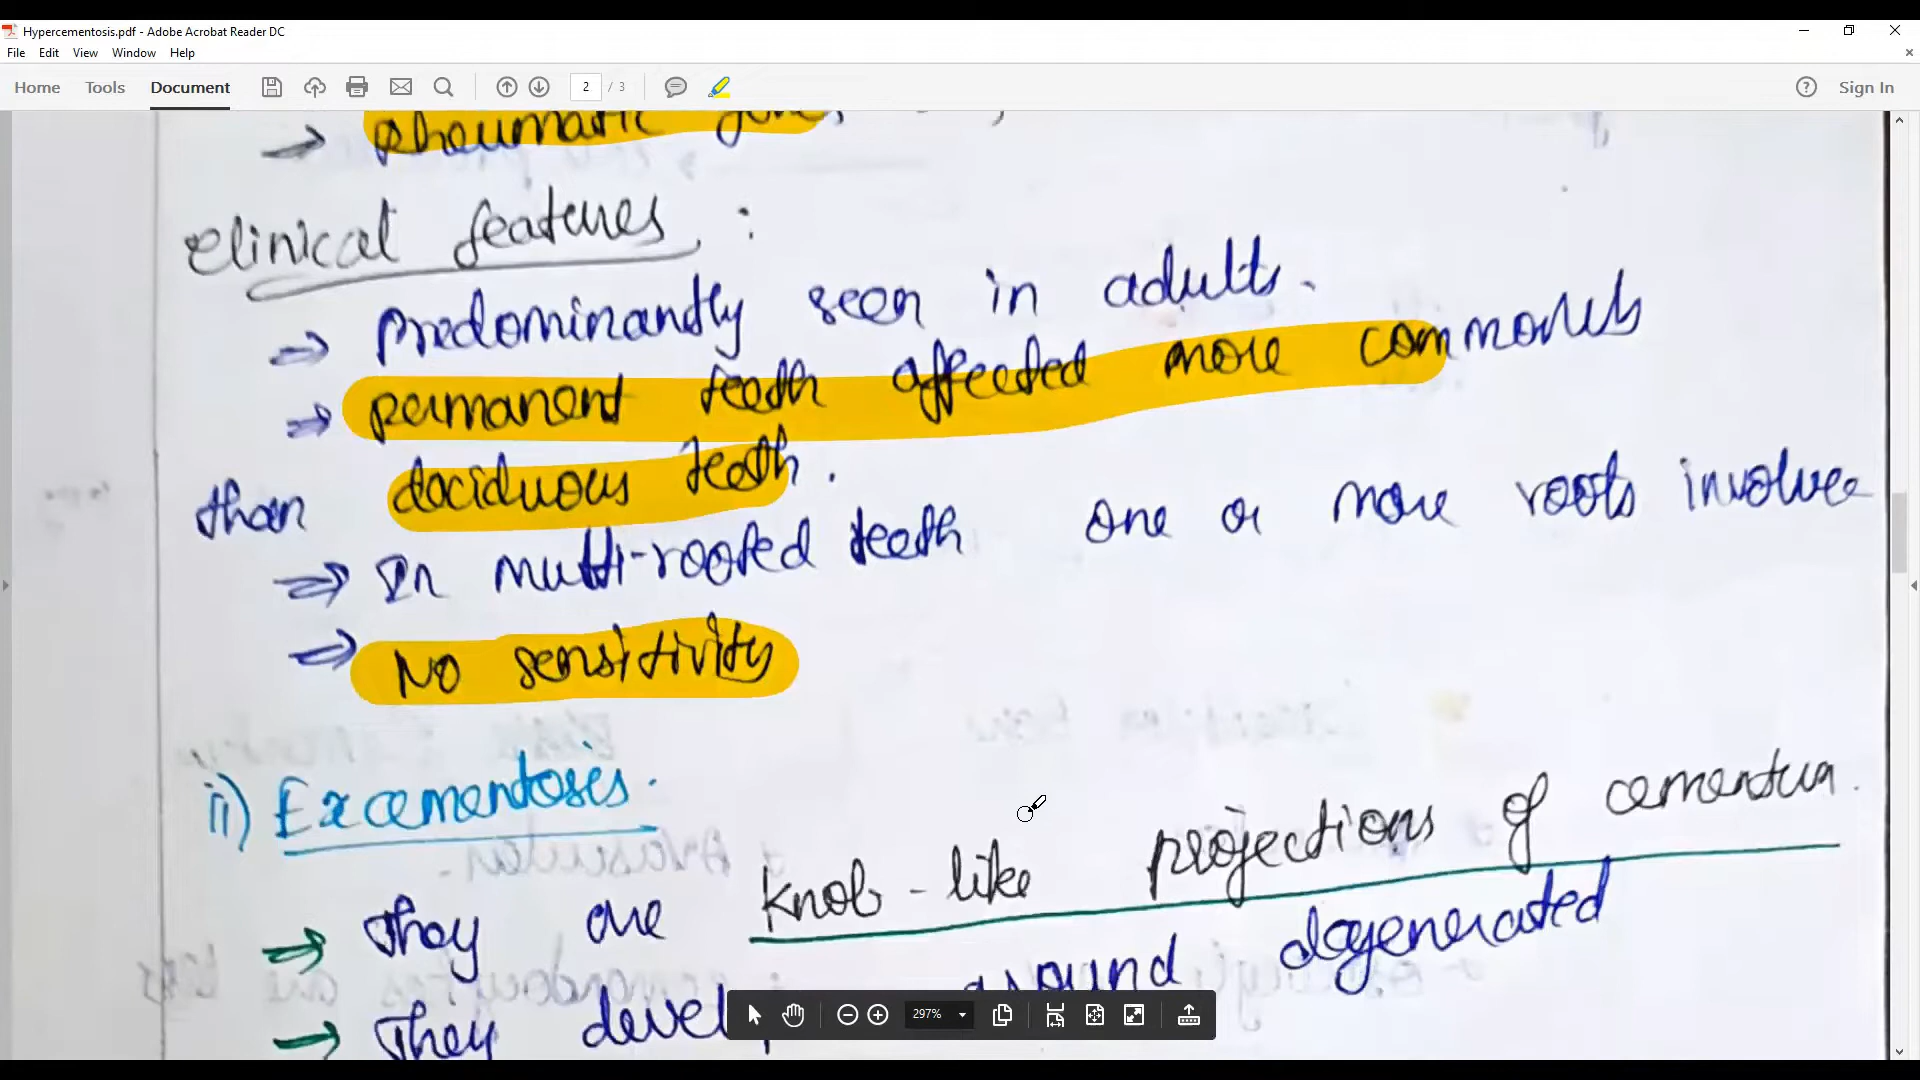 Hypercementosis.pdf - Adobe Acrobat Reader DC
File Edit View Window Help
Home Tools Document 2 / 3 Sign In
→ Rheumatic
Clinical features :
→ Predominantly seen in adults.
→ permanent teeth affected more commonly
than deciduous teeth.
→ In multi-rooted teeth one or more roots involve
→ No sensitivity
ii) Excementosis.
→ They are knob-like projections of cementum.
→ They around degenerated
297%